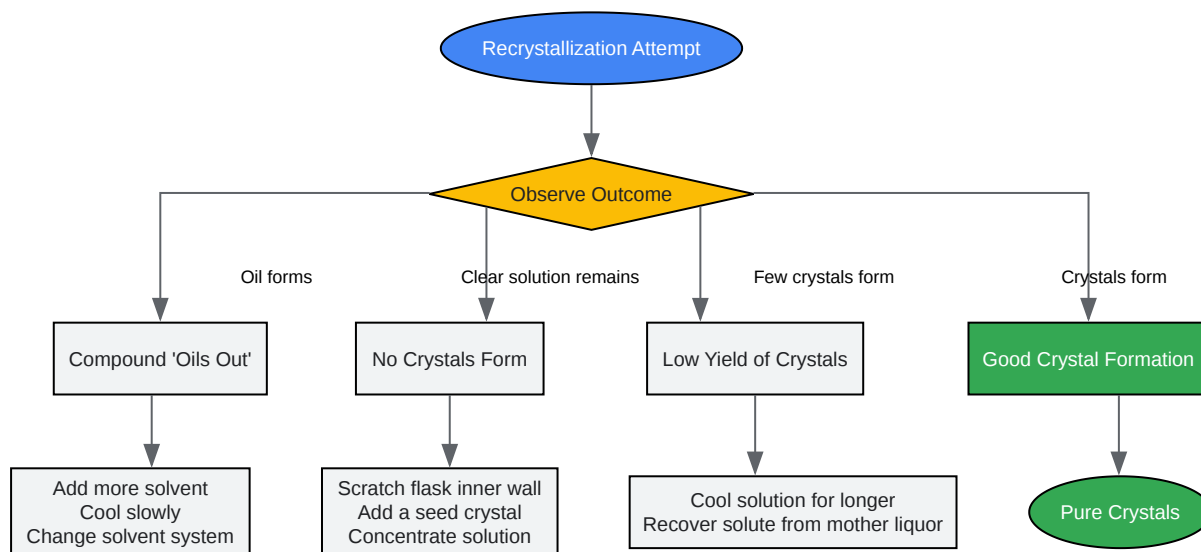 Recrystallization Attempt
Observe Outcome
Oil forms
Clear solution remains
Few crystals form
Crystals form
Compound 'Oils Out'
No Crystals Form
Low Yield of Crystals
Good Crystal Formation
Add more solvent
Cool slowly
Change solvent system
Scratch flask inner wall
Add a seed crystal
Concentrate solution
Cool solution for longer
Recover solute from mother liquor
Pure Crystals